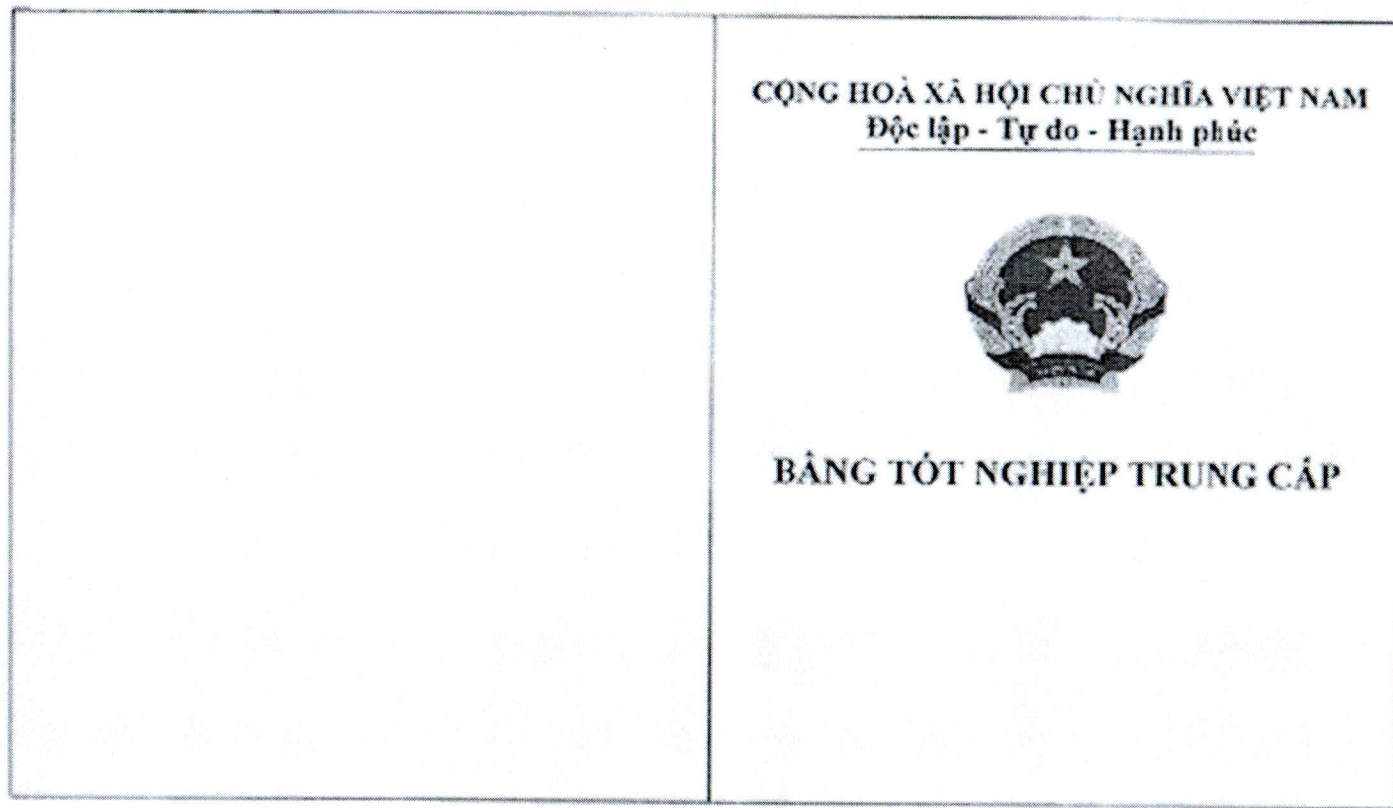 CỘNG HOÀ XÃ HỘI CHỦ NGHĨA VIỆT NAM
Độc lập - Tự do - Hạnh phúc
BẰNG TỐT NGHIỆP TRUNG CẤP